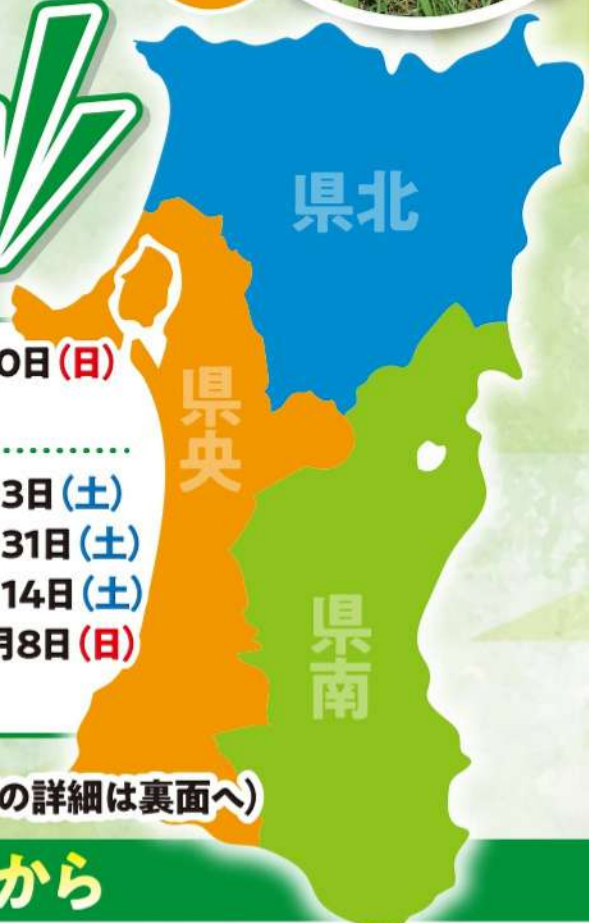 県北
0日(日)
県央
3日(土)
31日(土)
14日(土)
月8日(日)
県南
の詳細は裏面へ)
から